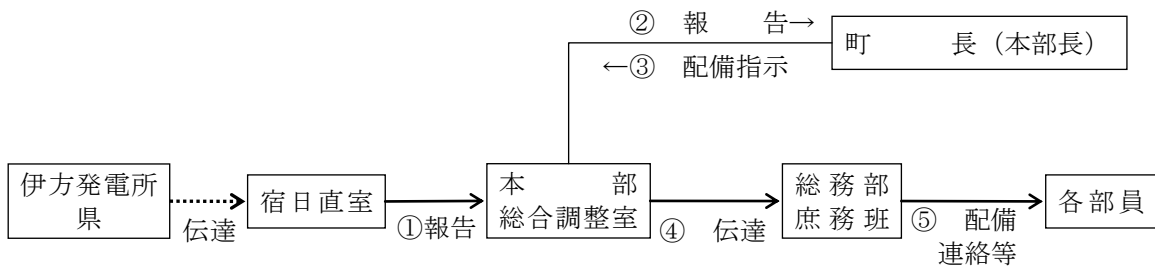 ② 報 告→
町 長（本部長）
←③ 配備指示
伊方発電所
県
伝達
宿日直室
①報告
本 部
総合調整室
④ 伝達
総務部
庶務班
⑤ 配備
連絡等
各部員